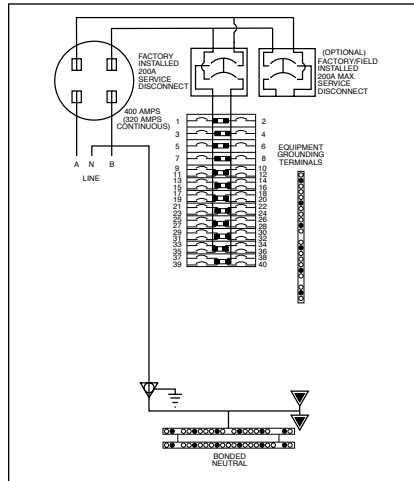 FACTORY
INSTALLED
200A
SERVICE
DISCONNECT
(OPTIONAL)
FACTORY/FIELD
INSTALLED
200A MAX.
SERVICE
DISCONNECT
400 AMPS
(320 AMPS
CONTINUOUS)
A N B
LINE
EQUIPMENT
GROUNDING
TERMINALS
1 2
3 4
5 6
7 8
9 10
11 12
13 14
15 16
17 18
19 20
21 22
23 24
25 26
27 28
29 30
31 32
33 34
35 36
37 38
39 40
BONDED
NEUTRAL